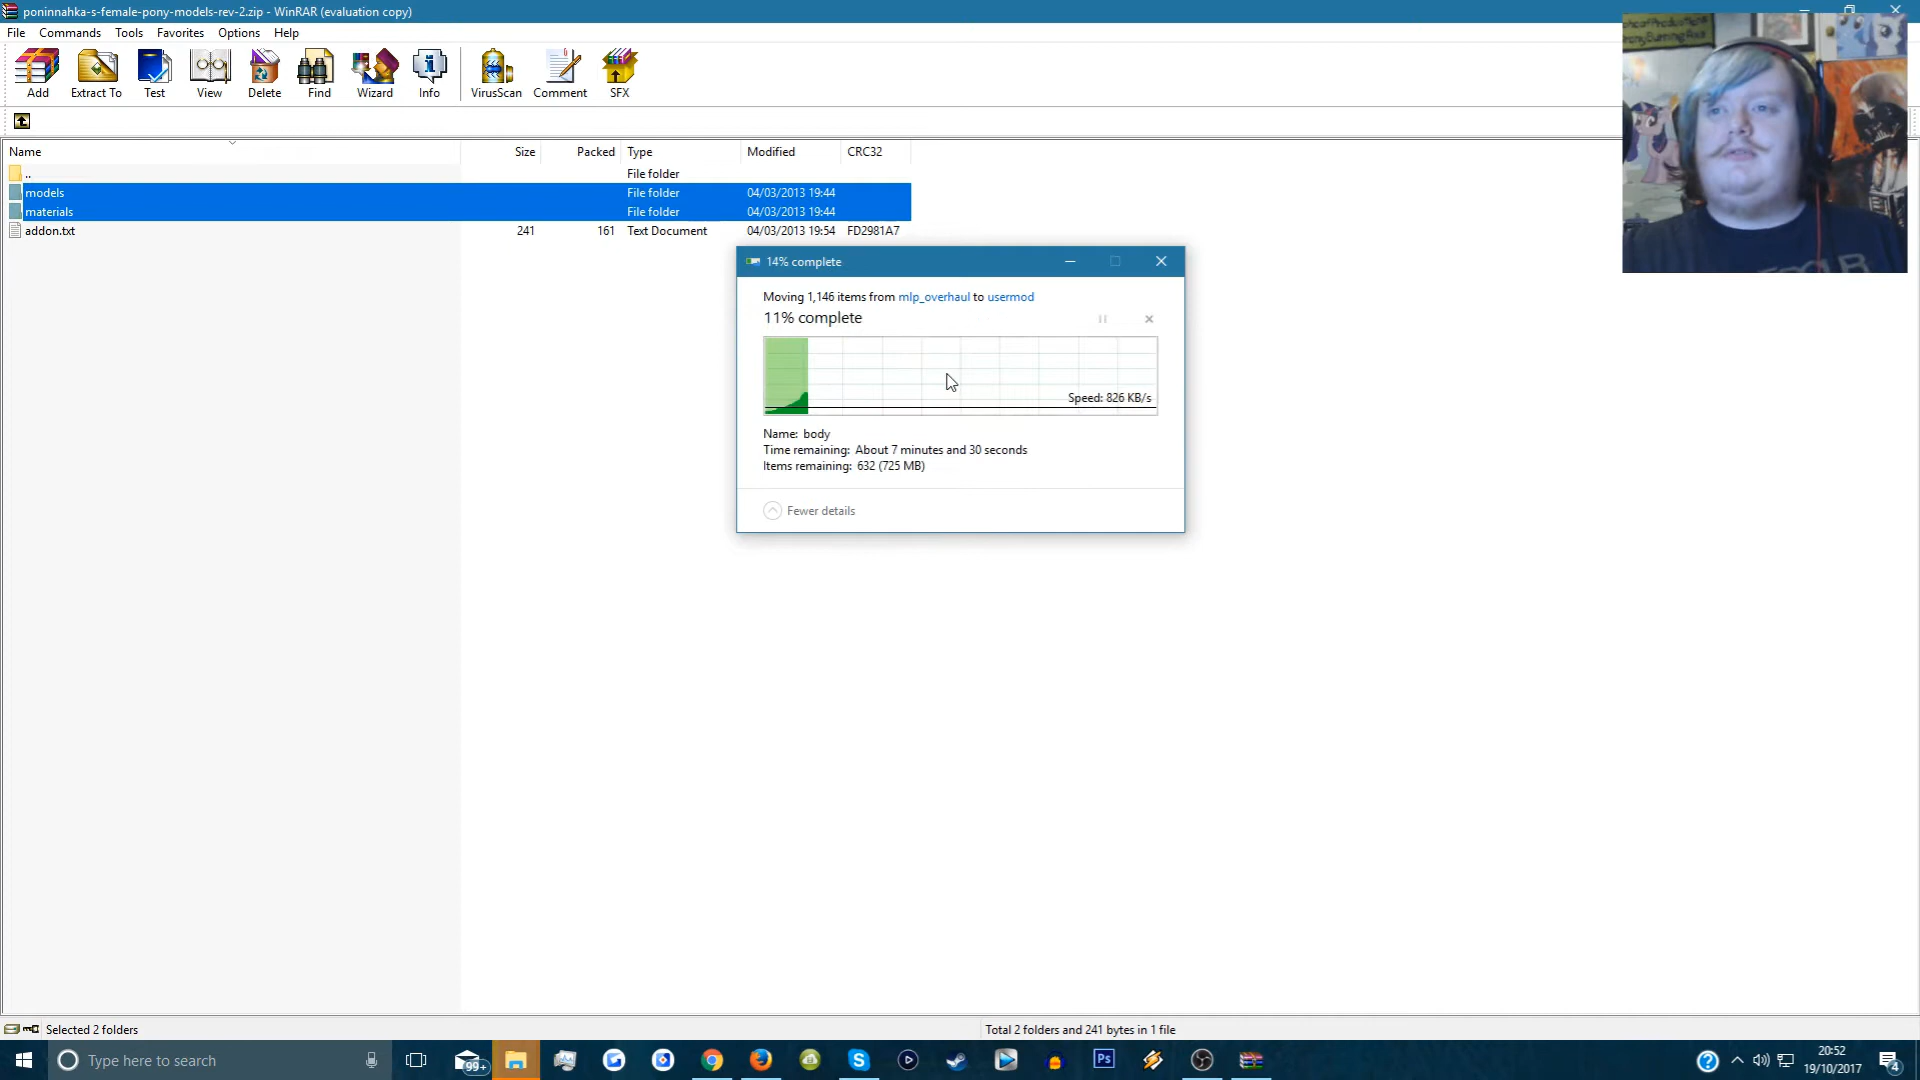 poninnahka-s-female-pony-models-rev-2.zip - WinRAR (evaluation copy)
File Commands Tools Favorites Options Help
Add Extract To Test View Delete Find Wizard Info VirusScan Comment SFX
Name Size Packed Type Modified CRC32
.. File folder
models File folder 04/03/2013 19:44
materials File folder 04/03/2013 19:44
addon.txt 241 161 Text Document 04/03/2013 19:54 FD2981A7
14% complete
Moving 1,146 items from mlp_overhaul to usermod
11% complete
Speed: 826 KB/s
Name: body
Time remaining: About 7 minutes and 30 seconds
Items remaining: 632 (725 MB)
Fewer details
Selected 2 folders
Total 2 folders and 241 bytes in 1 file
Type here to search
99+
Ps
20:52
19/10/2017
4